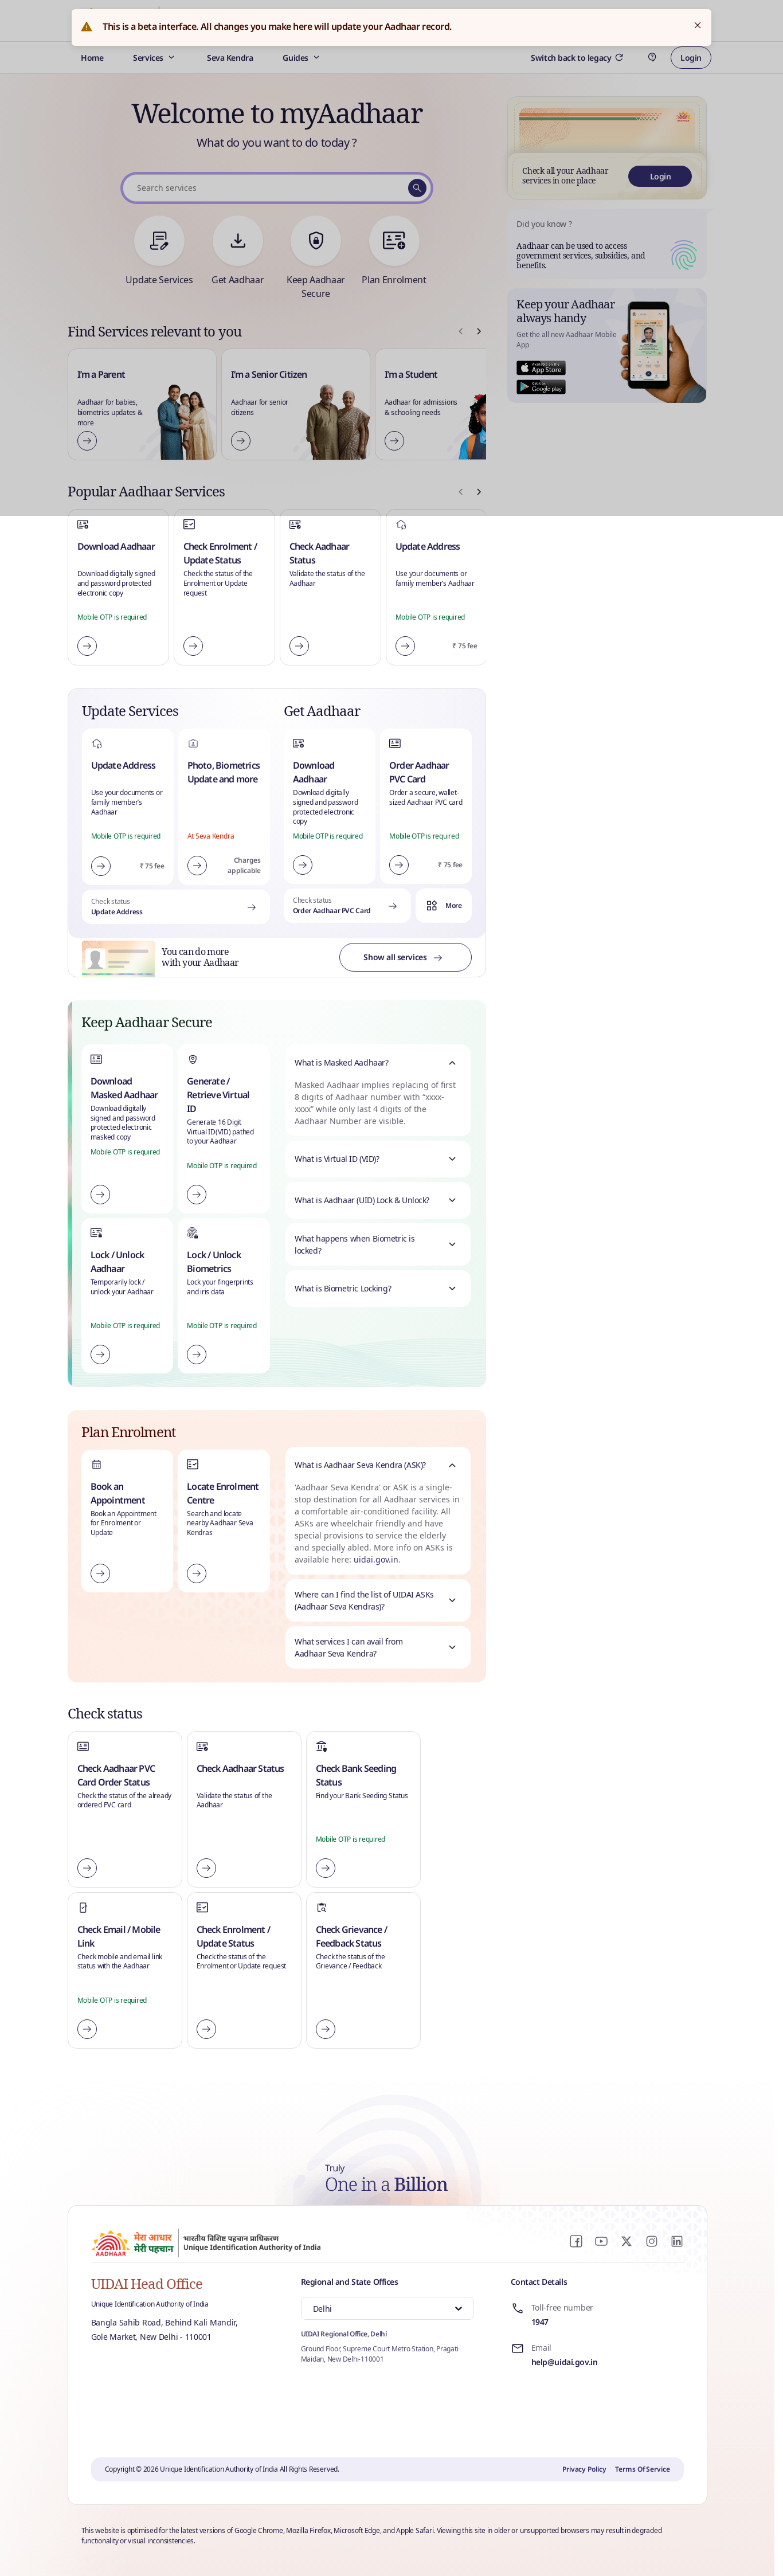 This is a beta interface. All changes you make here will update your Aadhaar record.
Home
Services
Seva Kendra
Guides
Switch back to legacy
Login
Welcome to myAadhaar
What do you want to do today ?
Search services
Update Services
Get Aadhaar
Keep Aadhaar
Secure
Plan Enrolment
Check all your Aadhaar
services in one place
Login
Did you know ?
Aadhaar can be used to access
government services, subsidies, and
benefits.
Keep your Aadhaar
always handy
Get the all new Aadhaar Mobile
App
App Store
Google play
Find Services relevant to you
I'm a Parent
Aadhaar for babies,
biometrics updates &
more
I'm a Senior Citizen
Aadhaar for senior
citizens
I'm a Student
Aadhaar for admissions
& schooling needs
Popular Aadhaar Services
Download Aadhaar
Download digitally signed
and password protected
electronic copy
Mobile OTP is required
Check Enrolment /
Update Status
Check the status of the
Enrolment or Update
request
Check Aadhaar
Status
Validate the status of the
Aadhaar
Update Address
Use your documents or
family member's Aadhaar
Mobile OTP is required
₹ 75 fee
Update Services
Update Address
Use your documents or
family member's
Aadhaar
Mobile OTP is required
₹ 75 fee
Photo, Biometrics
Update and more
At Seva Kendra
Charges
applicable
Check status
Update Address
Get Aadhaar
Download
Aadhaar
Download digitally
signed and password
protected electronic
copy
Mobile OTP is required
Order Aadhaar
PVC Card
Order a secure, wallet-
sized Aadhaar PVC card
Mobile OTP is required
₹ 75 fee
Check status
Order Aadhaar PVC Card
More
You can do more
with your Aadhaar
Show all services
Keep Aadhaar Secure
Download
Masked Aadhaar
Download digitally
signed and password
protected electronic
masked copy
Mobile OTP is required
Generate /
Retrieve Virtual
ID
Generate 16 Digit
Virtual ID(VID) pathed
to your Aadhaar
Mobile OTP is required
Lock / Unlock
Aadhaar
Temporarily lock /
unlock your Aadhaar
Mobile OTP is required
Lock / Unlock
Biometrics
Lock your fingerprints
and iris data
Mobile OTP is required
What is Masked Aadhaar?
Masked Aadhaar implies replacing of first
8 digits of Aadhaar number with “xxxx-
xxxx” while only last 4 digits of the
Aadhaar Number are visible.
What is Virtual ID (VID)?
What is Aadhaar (UID) Lock & Unlock?
What happens when Biometric is
locked?
What is Biometric Locking?
Plan Enrolment
Book an
Appointment
Book an Appointment
for Enrolment or
Update
Locate Enrolment
Centre
Search and locate
nearby Aadhaar Seva
Kendras
What is Aadhaar Seva Kendra (ASK)?
'Aadhaar Seva Kendra' or ASK is a single-
stop destination for all Aadhaar services in
a comfortable air-conditioned facility. All
ASKs are wheelchair friendly and have
special provisions to service the elderly
and specially abled. More info on ASKs is
available here: uidai.gov.in.
Where can I find the list of UIDAI ASKs
(Aadhaar Seva Kendras)?
What services I can avail from
Aadhaar Seva Kendra?
Check status
Check Aadhaar PVC
Card Order Status
Check the status of the already
ordered PVC card
Check Aadhaar Status
Validate the status of the
Aadhaar
Check Bank Seeding
Status
Find your Bank Seeding Status
Mobile OTP is required
Check Email / Mobile
Link
Check mobile and email link
status with the Aadhaar
Mobile OTP is required
Check Enrolment /
Update Status
Check the status of the
Enrolment or Update request
Check Grievance /
Feedback Status
Check the status of the
Grievance / Feedback
Truly
One in a Billion
AADHAAR
मेरा आधार
मेरी पहचान
भारतीय विशिष्ट पहचान प्राधिकरण
Unique Identification Authority of India
UIDAI Head Office
Unique Identification Authority of India
Bangla Sahib Road, Behind Kali Mandir,
Gole Market, New Delhi - 110001
Regional and State Offices
Delhi
UIDAI Regional Office, Delhi
Ground Floor, Supreme Court Metro Station, Pragati
Maidan, New Delhi-110001
Contact Details
Toll-free number
1947
Email
help@uidai.gov.in
Copyright © 2026 Unique Identification Authority of India All Rights Reserved.
Privacy Policy
Terms Of Service
This website is optimised for the latest versions of Google Chrome, Mozilla Firefox, Microsoft Edge, and Apple Safari. Viewing this site in older or unsupported browsers may result in degraded
functionality or visual inconsistencies.